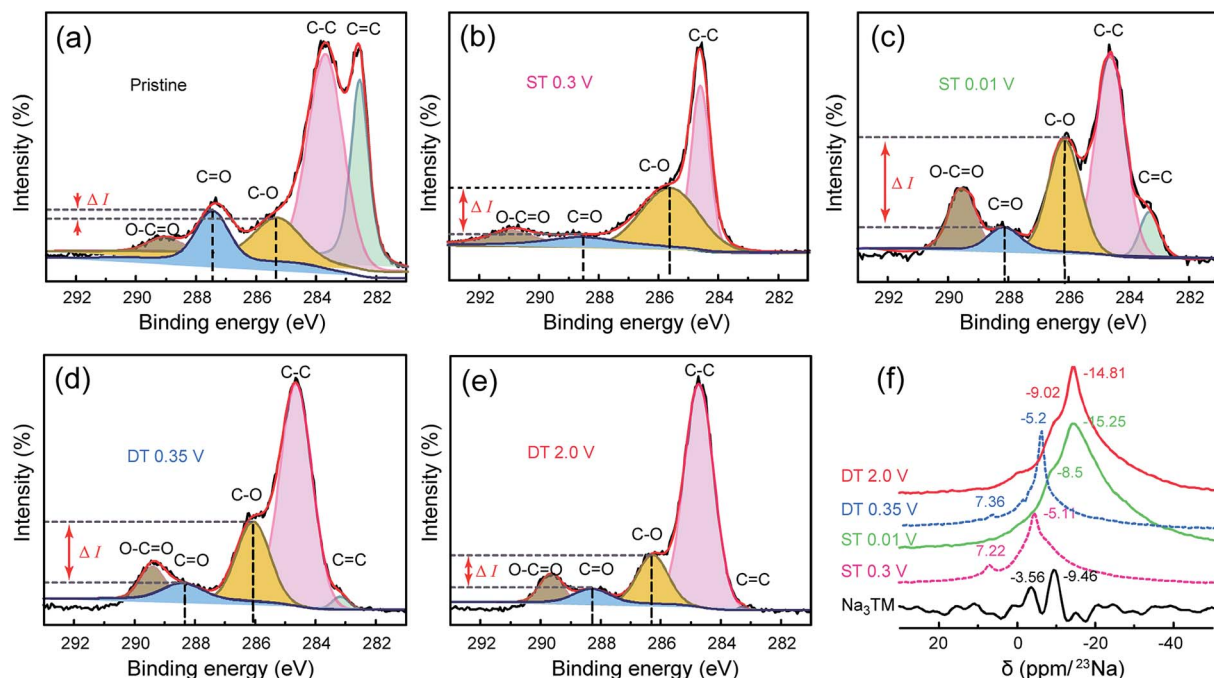 (a)
Pristine
C-C
C=C
C=O
C-O
O-C=O
Δ I
Intensity (%)
292 290 288 286 284 282
Binding energy (eV)
(b)
ST 0.3 V
C-C
C-O
O-C=O
C=O
Δ I
Intensity (%)
292 290 288 286 284 282
Binding energy (eV)
(c)
ST 0.01 V
C-C
C-O
O-C=O
C=O
C=C
Δ I
Intensity (%)
292 290 288 286 284 282
Binding energy (eV)
(d)
DT 0.35 V
C-C
C-O
O-C=O
C=O
C=C
Δ I
Intensity (%)
292 290 288 286 284 282
Binding energy (eV)
(e)
DT 2.0 V
C-C
C-O
O-C=O
C=O
C=C
Δ I
Intensity (%)
292 290 288 286 284 282
Binding energy (eV)
(f)
-14.81
-9.02
-5.2
-15.25
DT 2.0 V
-8.5
DT 0.35 V
7.36
-5.11
ST 0.01 V
7.22
ST 0.3 V
-3.56
-9.46
Na₃TM
20 0 -20 -40
δ (ppm/²³Na)